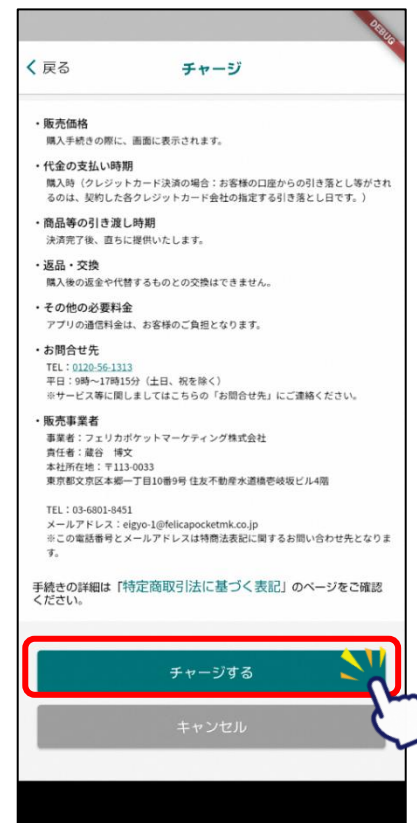 DEBUG
戻る
チャージ
・販売価格
購入手続きの際に、画面に表示されます。
・代金の支払い時期
購入時（クレジットカード決済の場合：お客様の口座からの引き落とし等がされ
るのは、契約した各クレジットカード会社の指定する引き落とし日です。）
・商品等の引き渡し時期
決済完了後、直ちに提供いたします。
・返品・交換
購入後の返金や代替するものとの交換はできません。
・その他の必要料金
アプリの通信料金は、お客様のご負担となります。
・お問合せ先
TEL：0120-56-1313
平日：9時～17時15分（土日、祝を除く）
※サービス等に関しましてはこちらの「お問合せ先」にご連絡ください。
・販売事業者
事業者：フェリカポケットマーケティング株式会社
責任者：蔵谷 博文
本社所在地：〒113-0033
東京都文京区本郷一丁目10番9号 住友不動産水道橋壱岐坂ビル4階
TEL：03-6801-8451
メールアドレス：eigyo-1@felicapocketmk.co.jp
※この電話番号とメールアドレスは特商法表記に関するお問い合わせ先となりま
す。
手続きの詳細は「特定商取引法に基づく表記」のページをご確認
ください。
チャージする
キャンセル